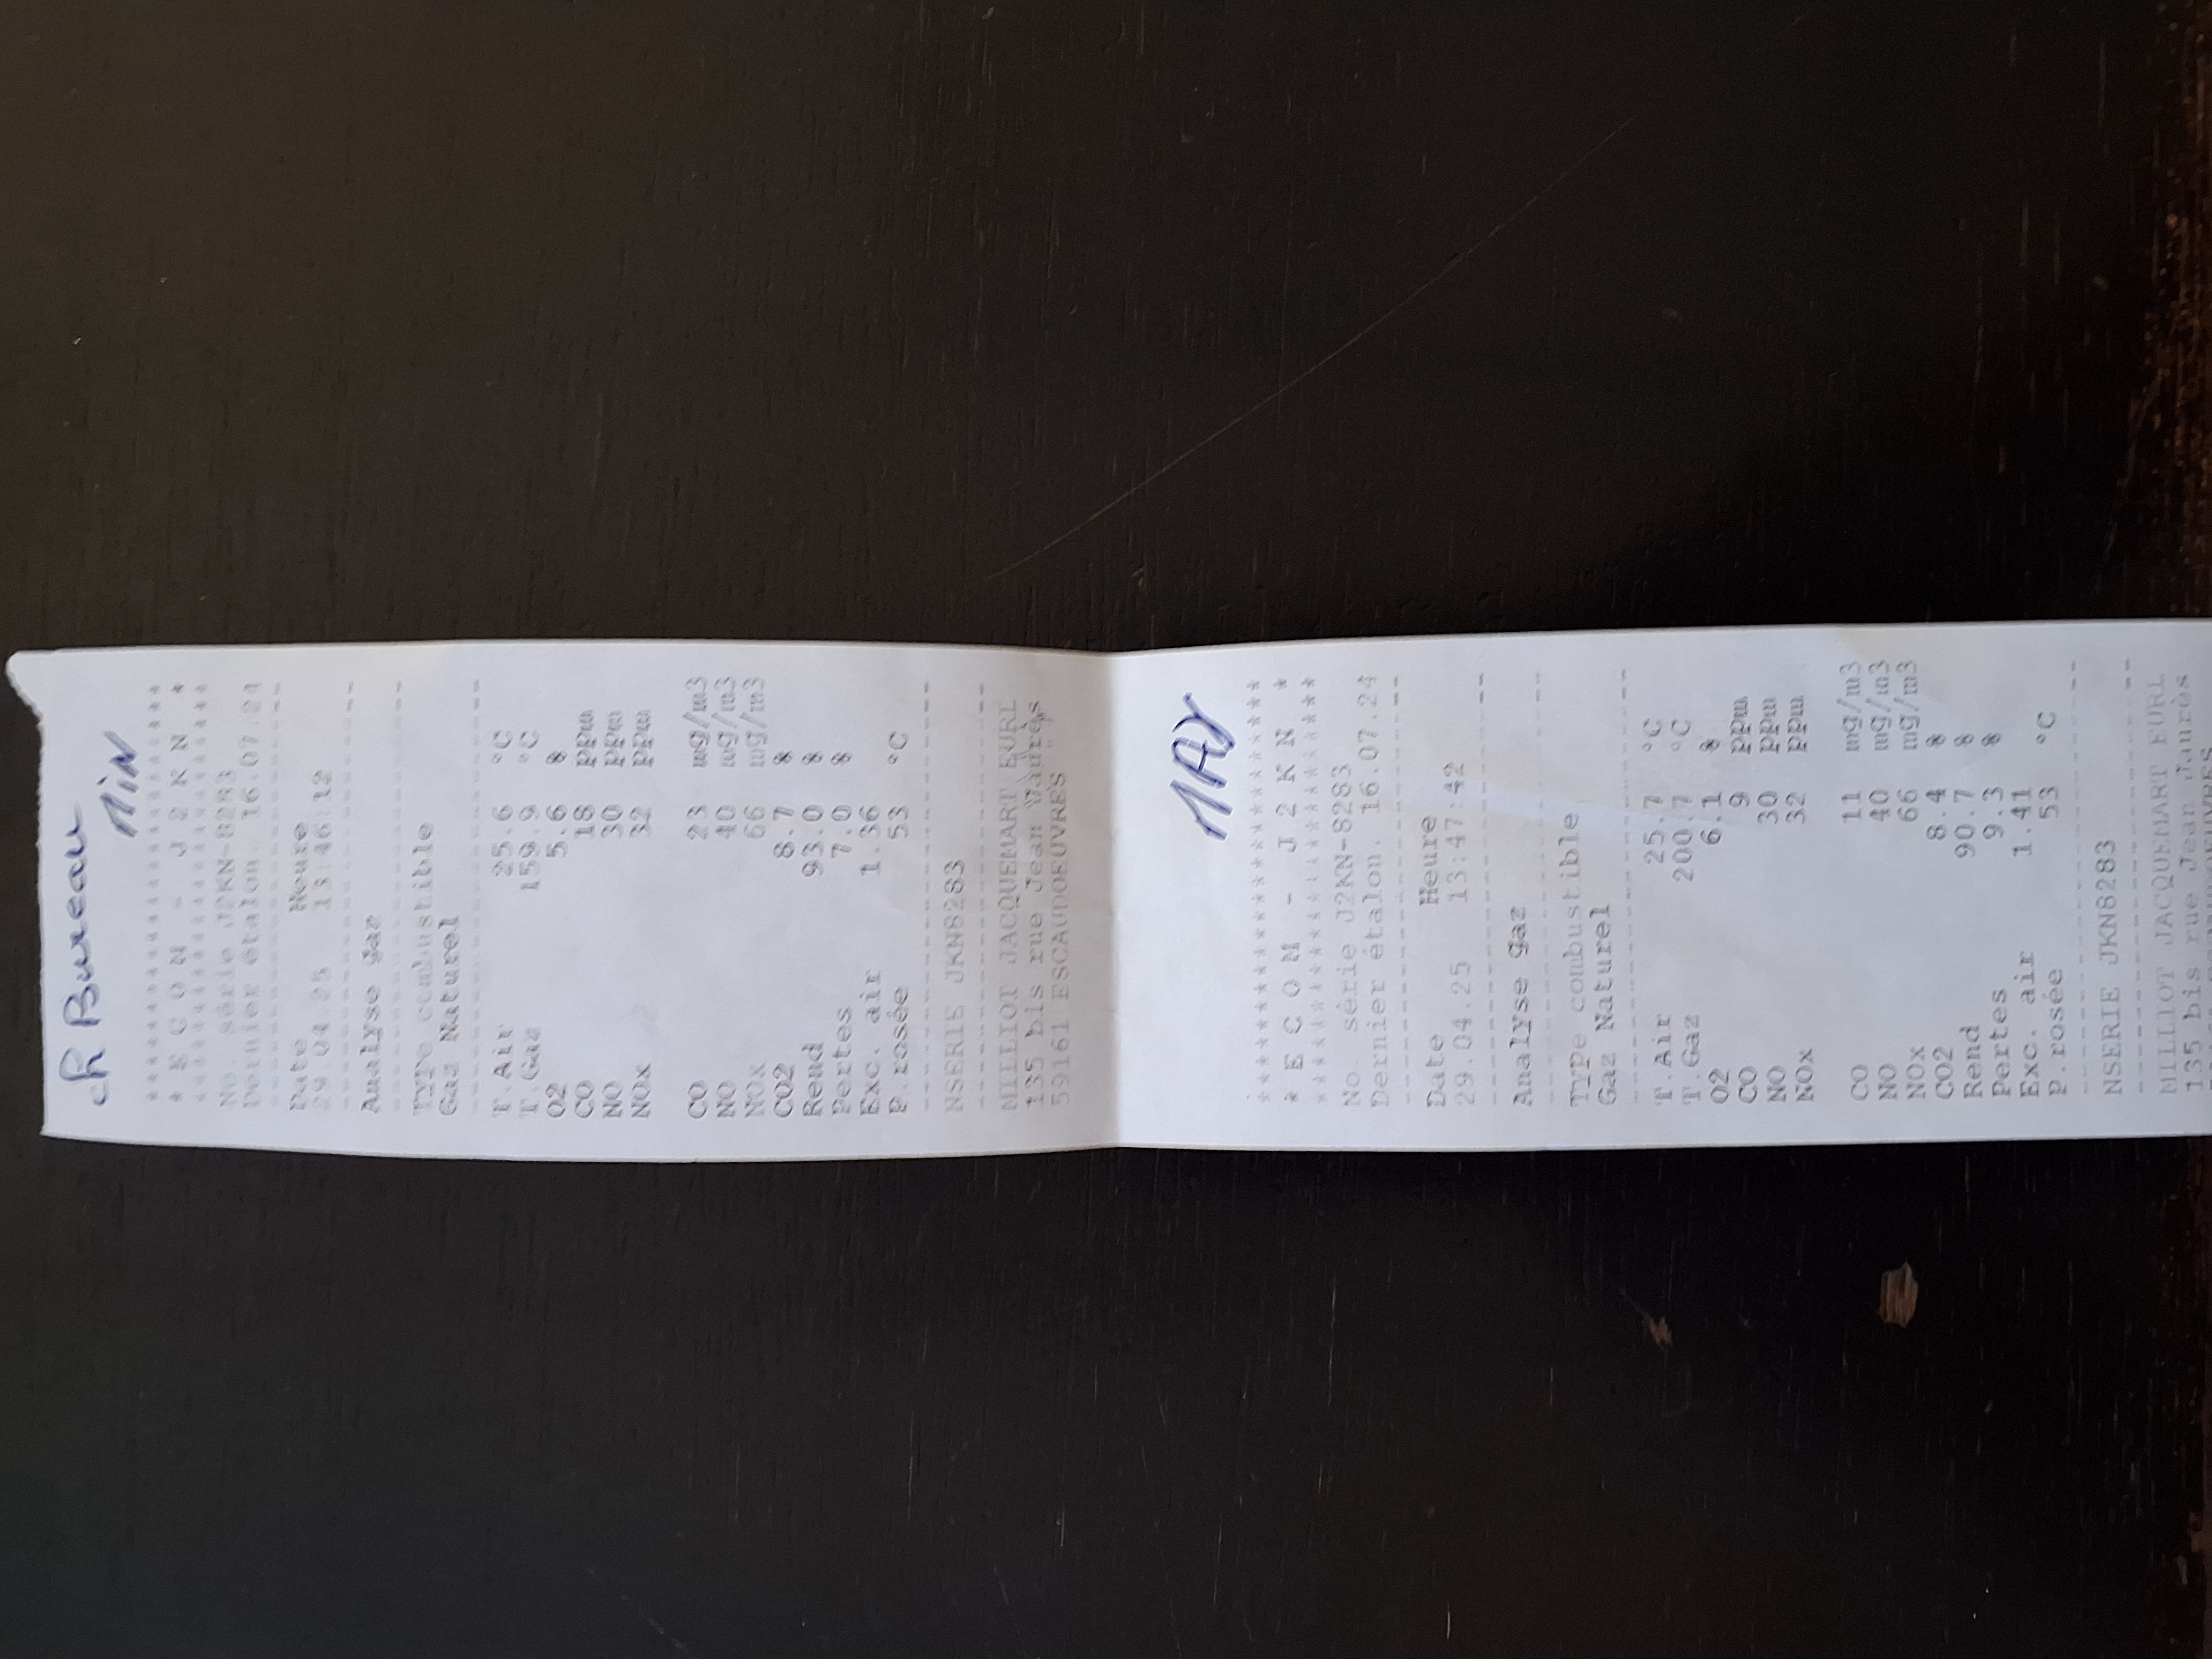 ch Bureau
MiN
***********************
* E C O M - J 2 K N *
***********************
No. série J2KN-8283
Dernier étalon. 16.07.24
------------------------
Date Heure
29.04.25 13:46:12
------------------------
Analyse gaz
------------------------
Type combustible
Gaz Naturel
------------------------
T.Air 25.6 °C
T.Gaz 159.9 °C
O2 5.6 %
CO 18 ppm
NO 30 ppm
NOx 32 ppm
CO 23 mg/m3
NO 40 mg/m3
NOx 66 mg/m3
CO2 8.7 %
Rend 93.0 %
Pertes 7.0 %
Exc. air 1.36
P.rosée 53 °C
------------------------
NSERIE JKN8283
------------------------
MILLIOT JACQUEMART EURL
135 bis rue Jean Jaurès
59161 ESCAUDOEUVRES
MAX
***********************
* E C O M - J 2 K N *
***********************
No. série J2KN-8283
Dernier étalon. 16.07.24
------------------------
Date Heure
29.04.25 13:47:42
------------------------
Analyse gaz
------------------------
Type combustible
Gaz Naturel
------------------------
T.Air 25.7 °C
T.Gaz 200.7 °C
O2 6.1 %
CO 9 ppm
NO 30 ppm
NOx 32 ppm
CO 11 mg/m3
NO 40 mg/m3
NOx 66 mg/m3
CO2 8.4 %
Rend 90.7 %
Pertes 9.3 %
Exc. air 1.41
P.rosée 53 °C
------------------------
NSERIE JKN8283
------------------------
MILLIOT JACQUEMART EURL
135 bis rue Jean Jaurès